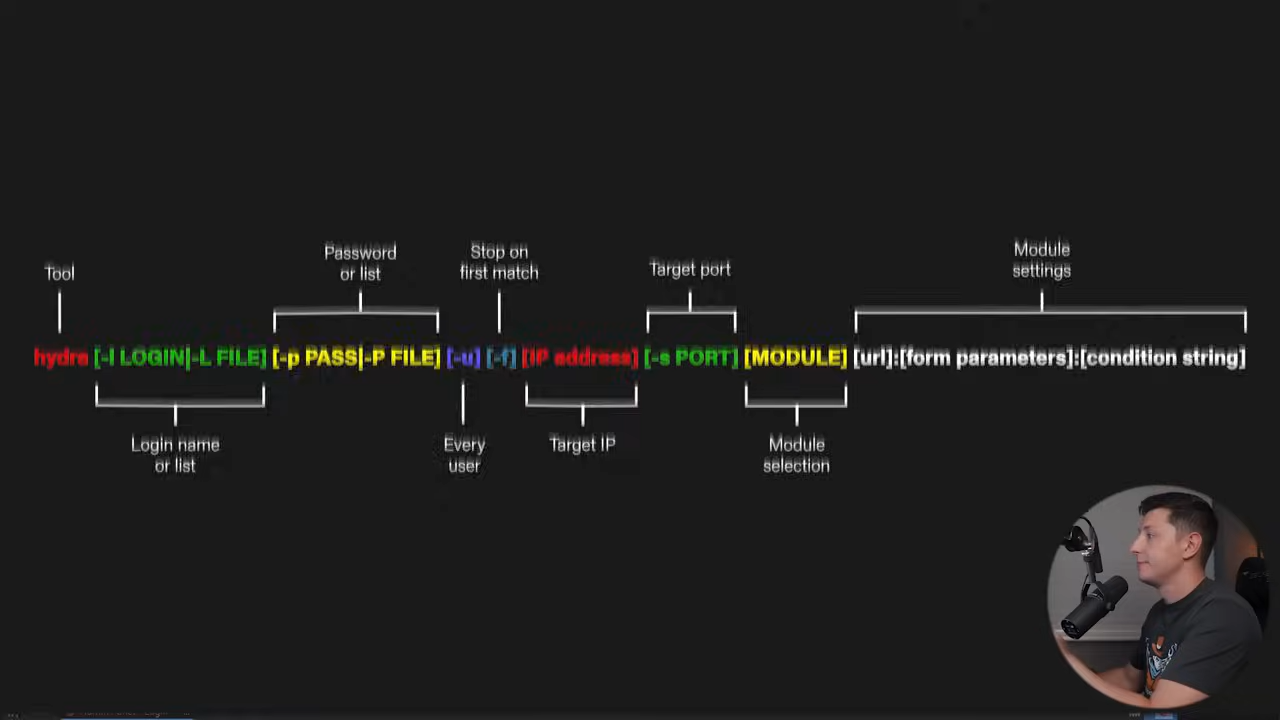 Tool
Password
or list
Stop on
first match
Target port
Module
settings
hydra [-l LOGIN|-L FILE] [-p PASS|-P FILE] [-u] [-f] [IP address] [-s PORT] [MODULE] [url]:[form parameters]:[condition string]
Login name
or list
Every
user
Target IP
Module
selection